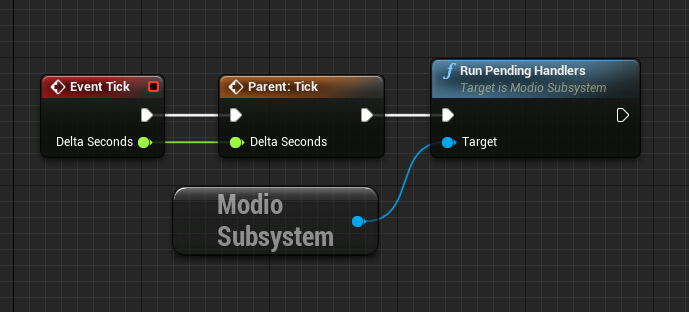 Event Tick
Delta Seconds
Parent: Tick
Delta Seconds
f Run Pending Handlers
Target is Modio Subsystem
Target
Modio
Subsystem